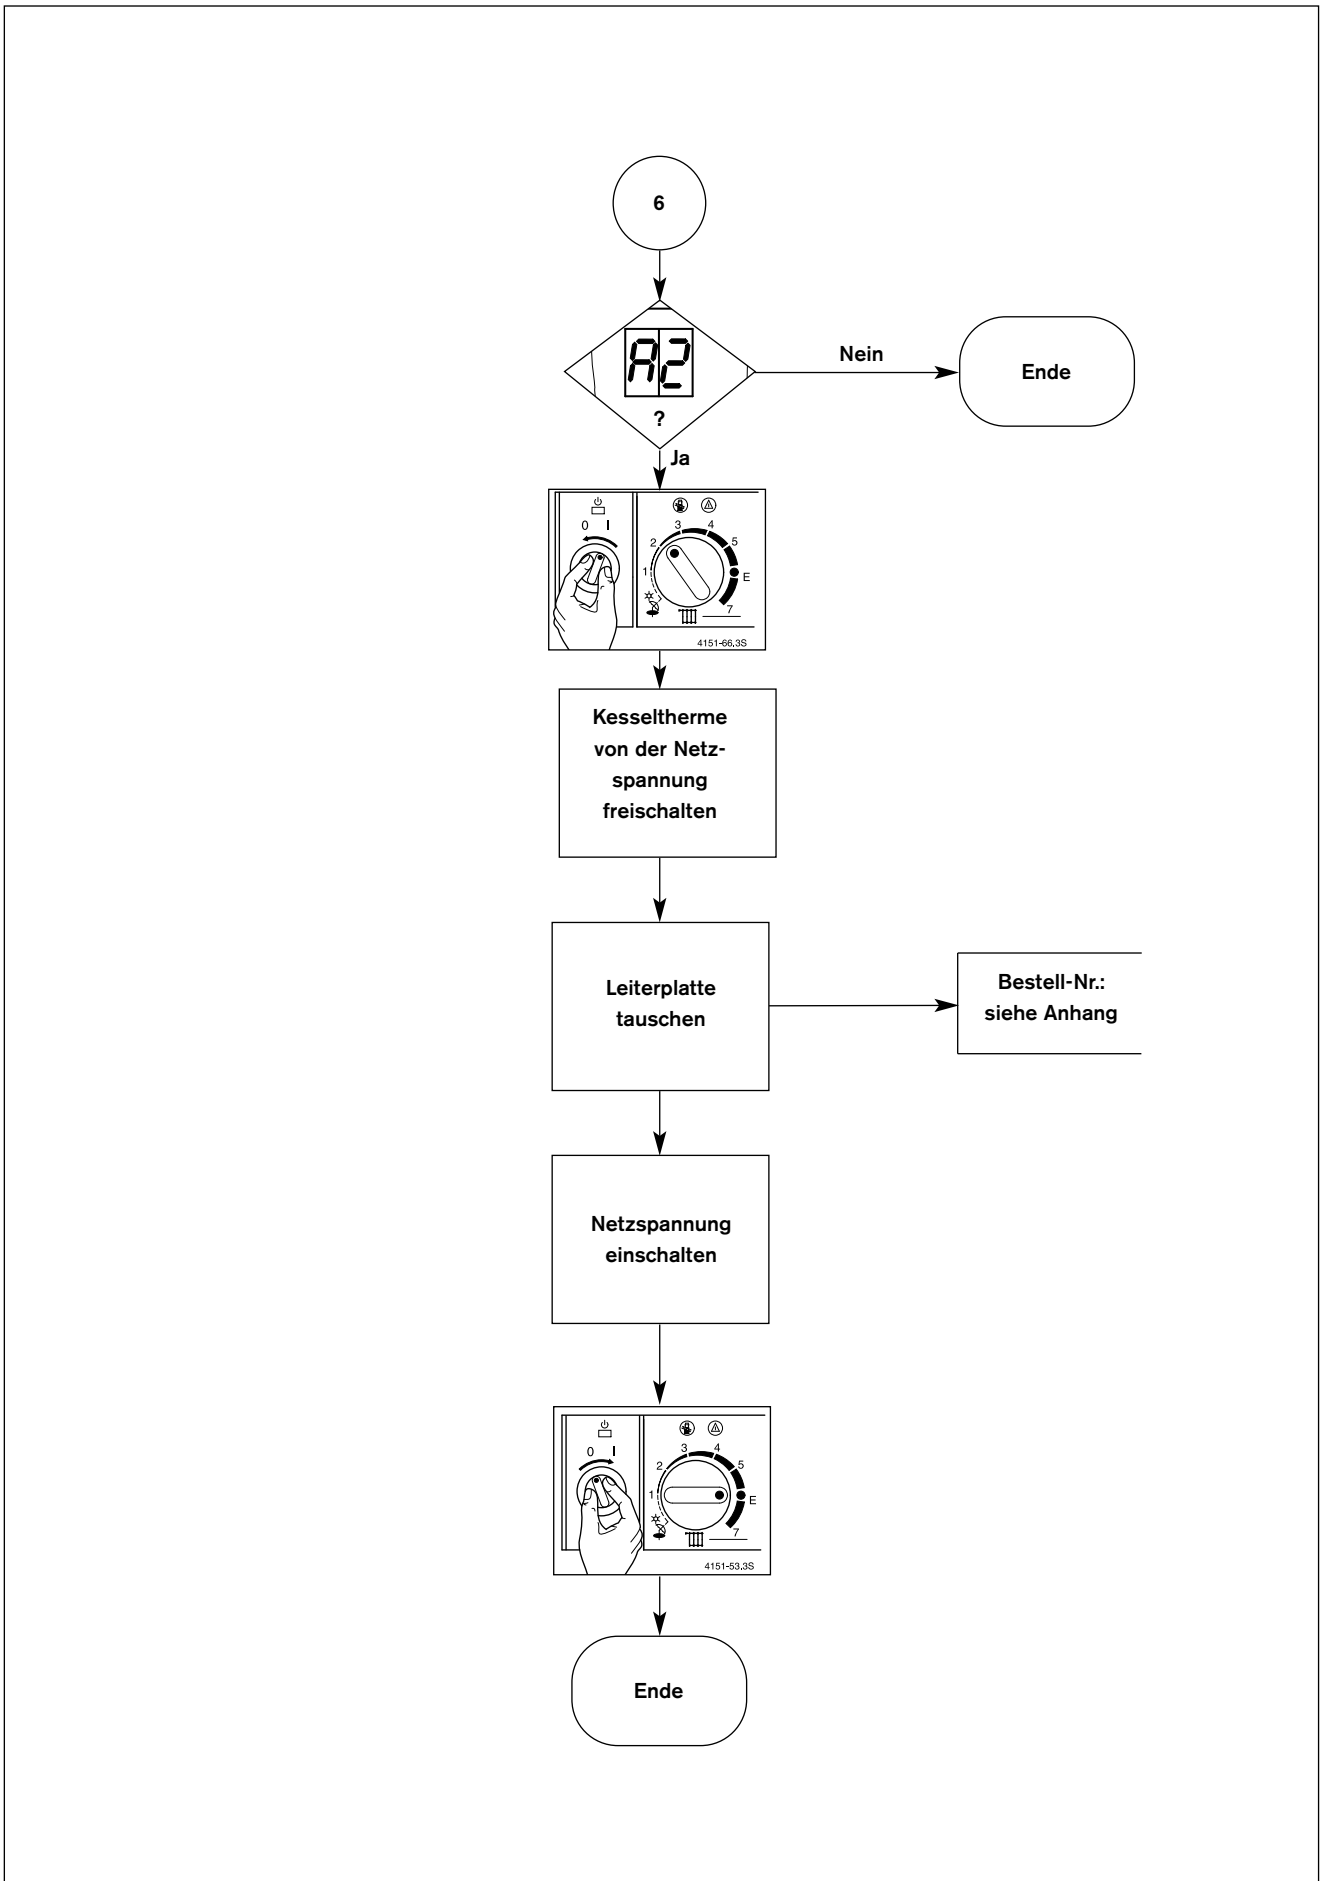 6
A2
?
Nein
Ende
Ja
0 I
3 4
2 5
1 E
7
4151-66.3S
Kesseltherme
von der Netz-
spannung
freischalten
Leiterplatte
tauschen
Bestell-Nr.:
siehe Anhang
Netzspannung
einschalten
0 I
3 4
2 5
1 E
7
4151-53.3S
Ende